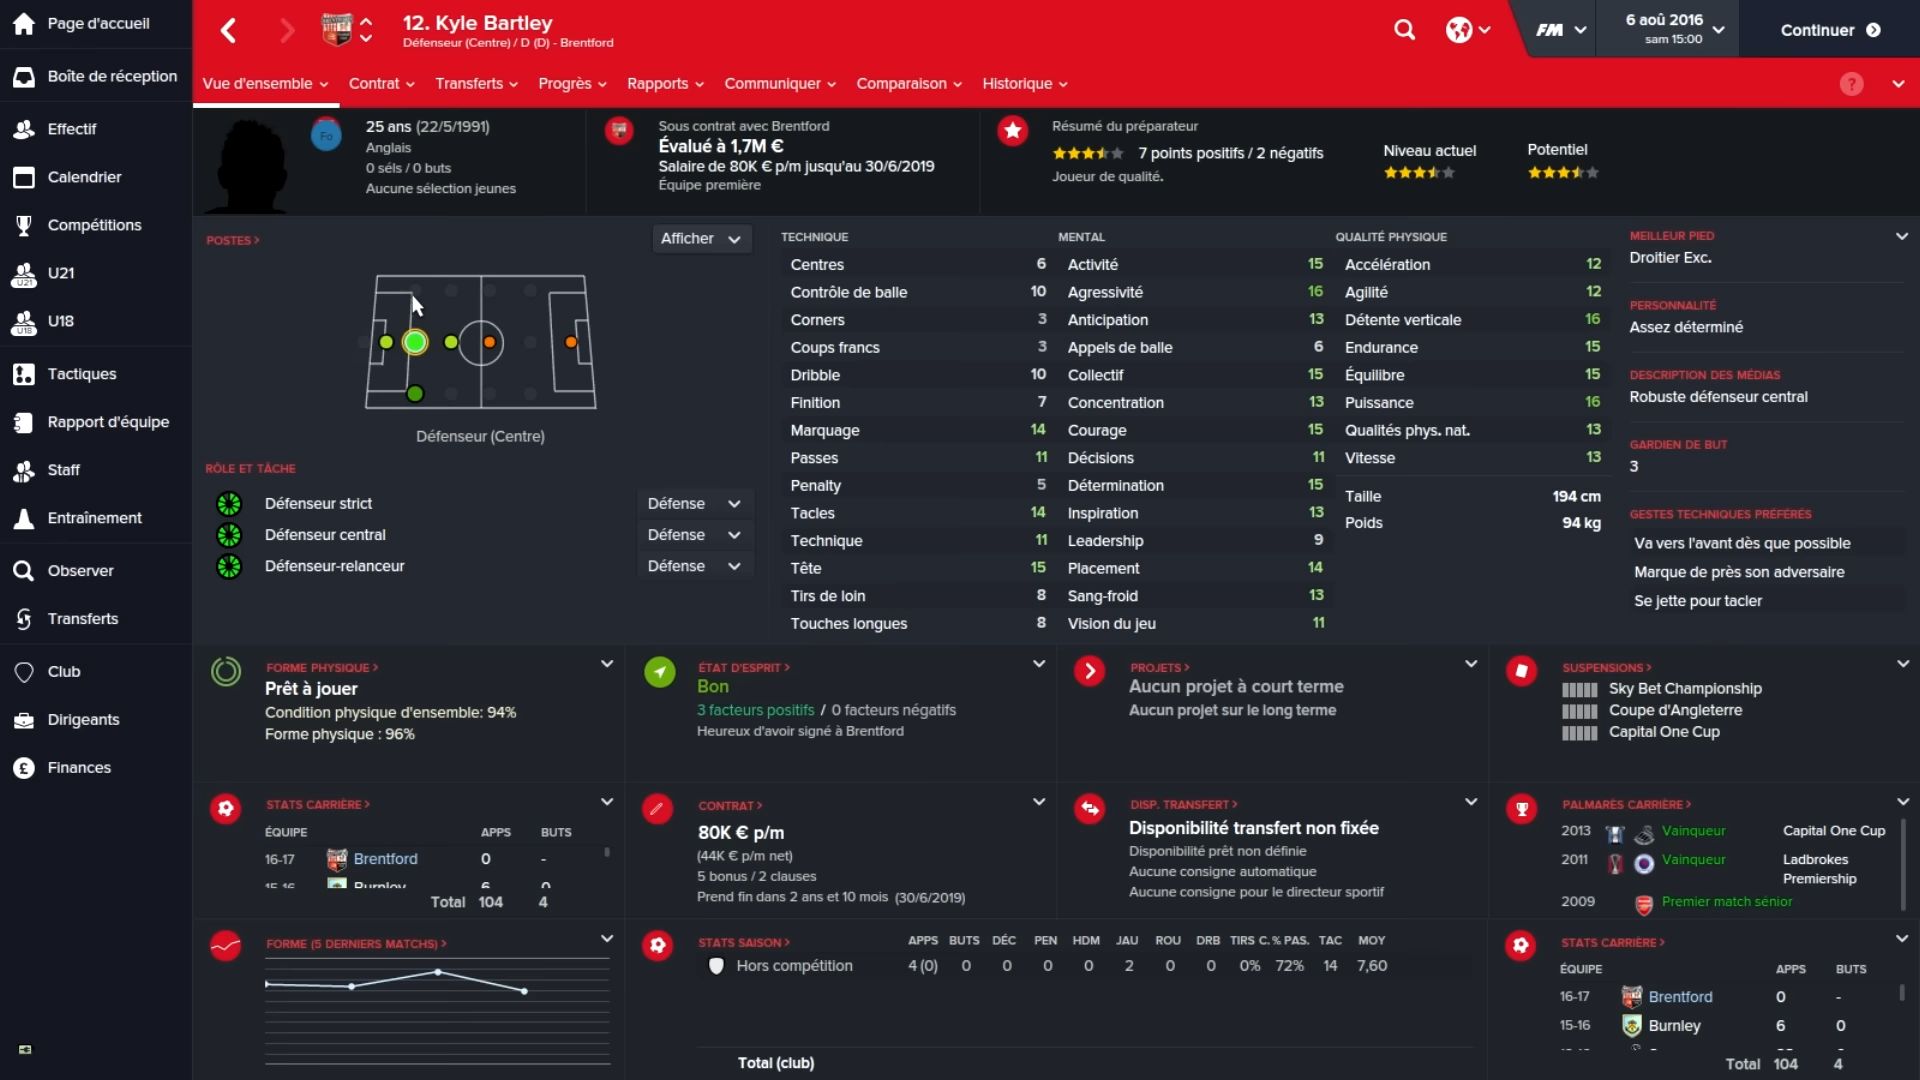 Page d'accueil
Boîte de réception
Effectif
Calendrier
Compétitions
U21
U21
U18
U18
Tactiques
Rapport d'équipe
Staff
Entraînement
Observer
Transferts
Club
Dirigeants
Finances
12. Kyle Bartley
Défenseur (Centre) / D (D) - Brentford
FM
6 aoû 2016
sam 15:00
Continuer
Vue d'ensemble Contrat Transferts Progrès Rapports Communiquer Comparaison Historique
?
Fo
25 ans (22/5/1991)
Anglais
0 séls / 0 buts
Aucune sélection jeunes
Sous contrat avec Brentford
Évalué à 1,7M €
Salaire de 80K € p/m jusqu'au 30/6/2019
Équipe première
Résumé du préparateur
7 points positifs / 2 négatifs
Joueur de qualité.
Niveau actuel
Potentiel
POSTES >
Afficher
Défenseur (Centre)
RÔLE ET TÂCHE
Défenseur strict Défense
Défenseur central Défense
Défenseur-relanceur Défense
TECHNIQUE
Centres 6
Contrôle de balle 10
Corners 3
Coups francs 3
Dribble 10
Finition 7
Marquage 14
Passes 11
Penalty 5
Tacles 14
Technique 11
Tête 15
Tirs de loin 8
Touches longues 8
MENTAL
Activité 15
Agressivité 16
Anticipation 13
Appels de balle 6
Collectif 15
Concentration 13
Courage 15
Décisions 11
Détermination 15
Inspiration 13
Leadership 9
Placement 14
Sang-froid 13
Vision du jeu 11
QUALITÉ PHYSIQUE
Accélération 12
Agilité 12
Détente verticale 16
Endurance 15
Équilibre 15
Puissance 16
Qualités phys. nat. 13
Vitesse 13
Taille 194 cm
Poids 94 kg
MEILLEUR PIED
Droitier Exc.
PERSONNALITÉ
Assez déterminé
DESCRIPTION DES MÉDIAS
Robuste défenseur central
GARDIEN DE BUT
3
GESTES TECHNIQUES PRÉFÉRÉS
Va vers l'avant dès que possible
Marque de près son adversaire
Se jette pour tacler
FORME PHYSIQUE >
Prêt à jouer
Condition physique d'ensemble: 94%
Forme physique : 96%
ÉTAT D'ESPRIT >
Bon
3 facteurs positifs / 0 facteurs négatifs
Heureux d'avoir signé à Brentford
PROJETS >
Aucun projet à court terme
Aucun projet sur le long terme
SUSPENSIONS >
Sky Bet Championship
Coupe d'Angleterre
Capital One Cup
STATS CARRIÈRE >
ÉQUIPE APPS BUTS
16-17 Brentford 0 -
15-16 Burnley 6 0
Total 104 4
CONTRAT >
80K € p/m
(44K € p/m net)
5 bonus / 2 clauses
Prend fin dans 2 ans et 10 mois (30/6/2019)
DISP. TRANSFERT >
Disponibilité transfert non fixée
Disponibilité prêt non définie
Aucune consigne automatique
Aucune consigne pour le directeur sportif
PALMARÈS CARRIÈRE >
2013 Vainqueur Capital One Cup
2011 Vainqueur Ladbrokes
Premiership
2009 Premier match sénior
FORME (5 DERNIERS MATCHS) >
STATS SAISON >
APPS BUTS DÉC PEN HDM JAU ROU DRB TIRS C. % PAS. TAC MOY
Hors compétition 4 (0) 0 0 0 0 2 0 0 0% 72% 14 7,60
Total (club)
STATS CARRIÈRE >
ÉQUIPE APPS BUTS
16-17 Brentford 0 -
15-16 Burnley 6 0
Total 104 4